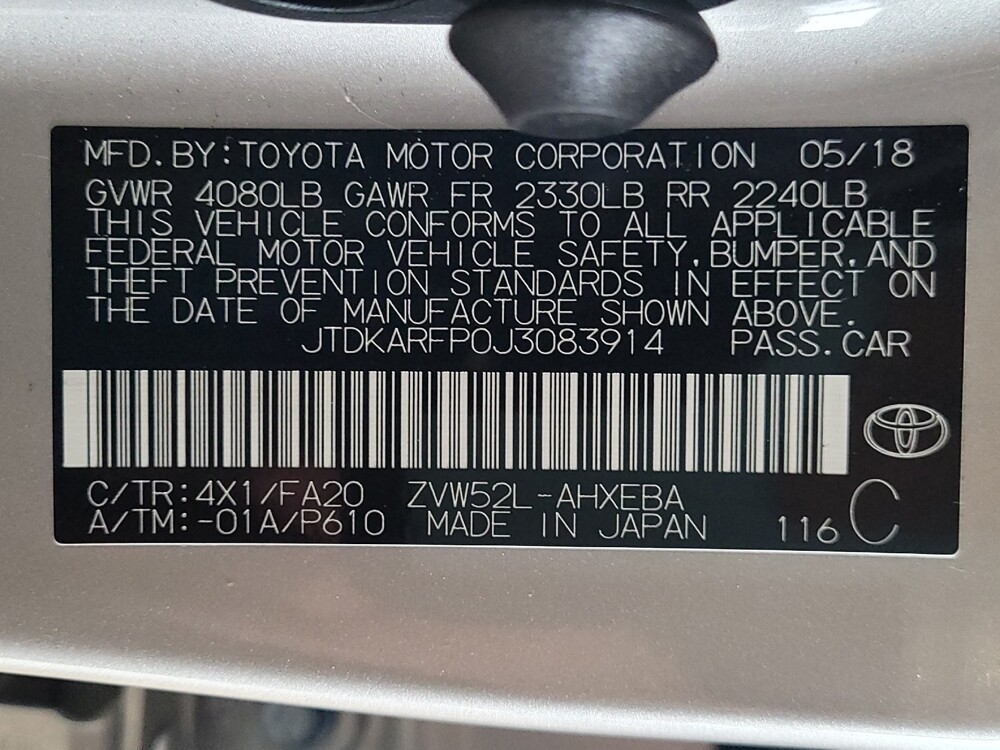 MFD.BY:TOYOTA MOTOR CORPORATION 05/18
GVWR 4080LB GAWR FR 2330LB RR 2240LB
THIS VEHICLE CONFORMS TO ALL APPLICABLE
FEDERAL MOTOR VEHICLE SAFETY,BUMPER,AND
THEFT PREVENTION STANDARDS IN EFFECT ON
THE DATE OF MANUFACTURE SHOWN ABOVE.
JTDKARFP0J3083914 PASS.CAR
C/TR:4X1/FA20 ZVW52L-AHXEBA
A/TM:-01A/P610 MADE IN JAPAN 116 C